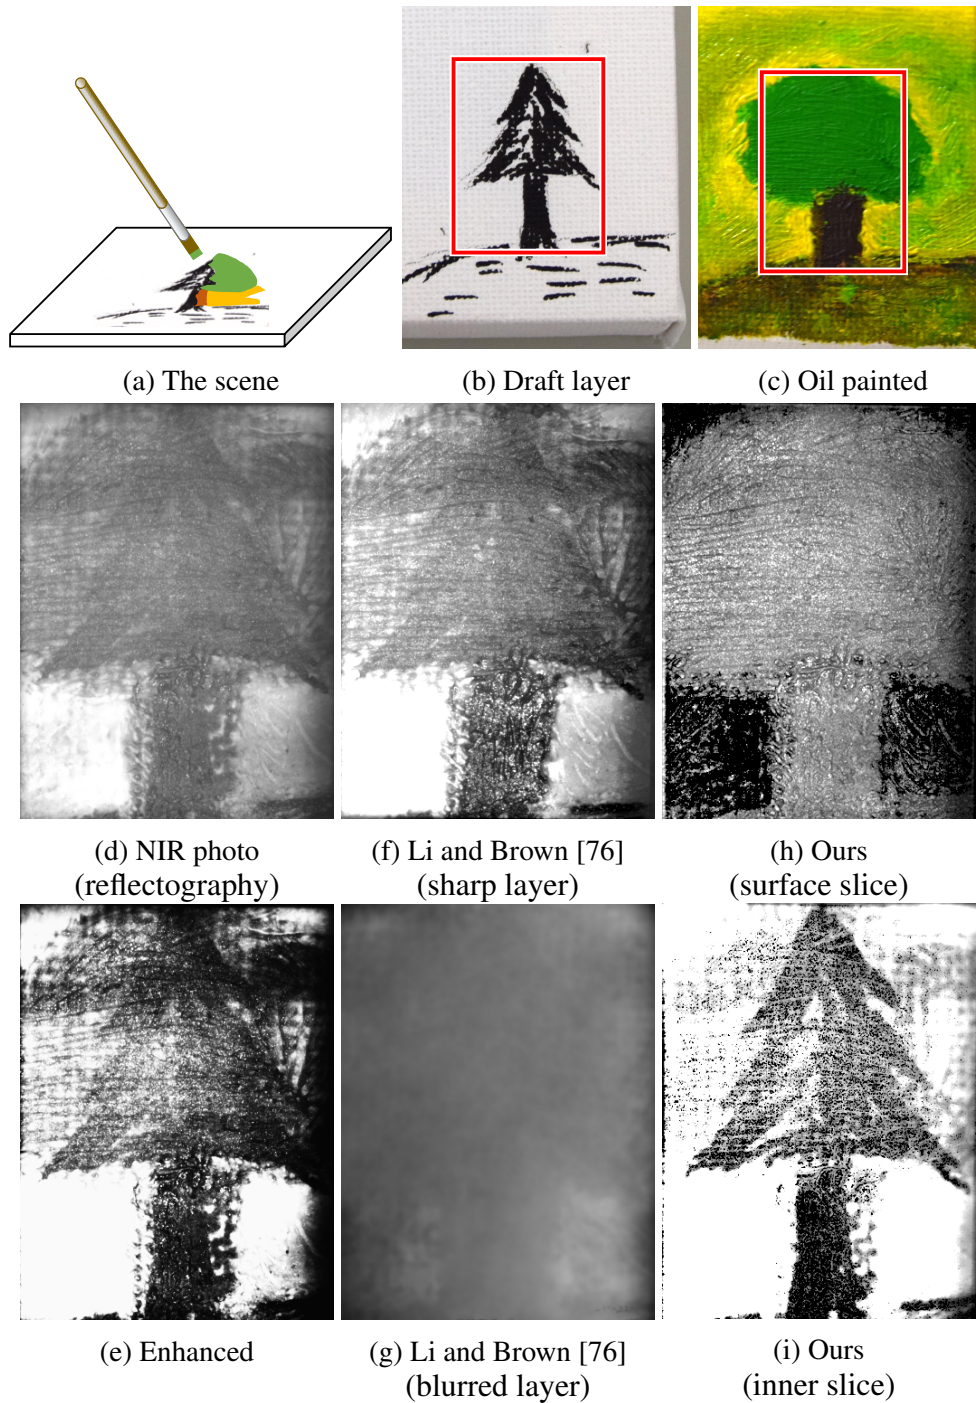 (a) The scene
(b) Draft layer
(c) Oil painted
(d) NIR photo
(reflectography)
(f) Li and Brown [76]
(sharp layer)
(h) Ours
(surface slice)
(e) Enhanced
(g) Li and Brown [76]
(blurred layer)
(i) Ours
(inner slice)